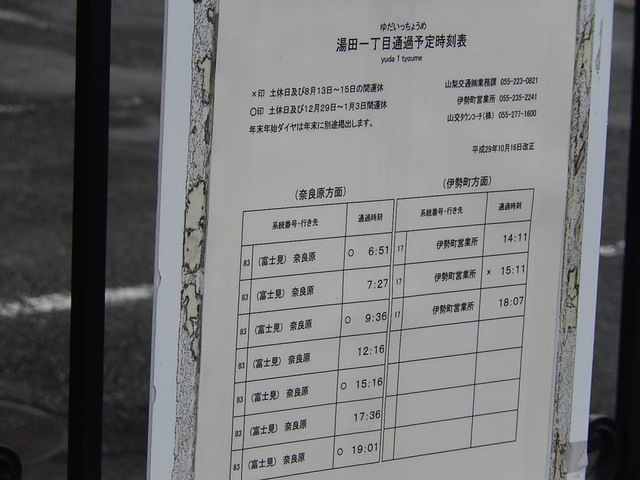 ゆだいっちょうめ
湯田一丁目通過予定時刻表
yuda 1 tyoume
×印 土休日及び8月13日～15日の間運休
○印 土休日及び12月29日～1月3日間運休
年末年始ダイヤは年末に別途掲出します。
山梨交通㈱業務課 055-223-0821
伊勢町営業所 055-235-2241
山交タウンコーチ(株) 055-277-1600
平成29年10月16日改正
(奈良原方面)
系統番号・行き先 通過時刻
83 (富士見) 奈良原 ○ 6:51
83 (富士見) 奈良原 7:27
83 (富士見) 奈良原 ○ 9:36
83 (富士見) 奈良原 12:16
83 (富士見) 奈良原 ○ 15:16
83 (富士見) 奈良原 17:36
83 (富士見) 奈良原 ○ 19:01
(伊勢町方面)
系統番号・行き先 通過時刻
17 伊勢町営業所 14:11
17 伊勢町営業所 × 15:11
17 伊勢町営業所 18:07